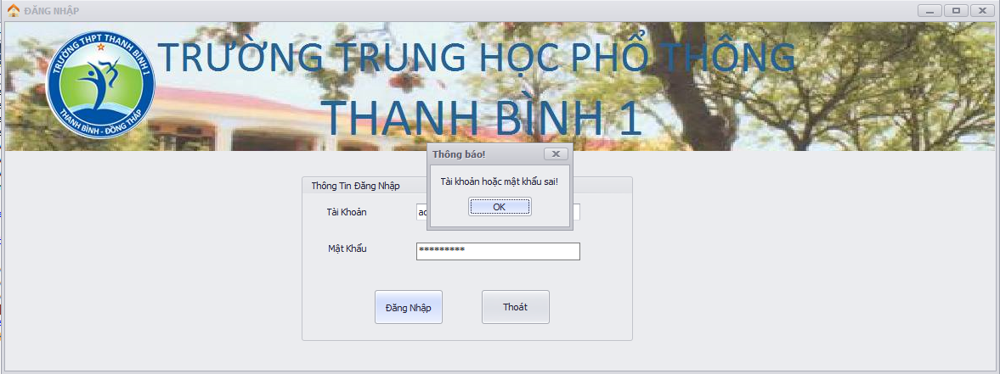 ĐĂNG NHẬP
TRƯỜNG THPT THANH BÌNH 1
THANH BÌNH - ĐỒNG THÁP
TRƯỜNG TRUNG HỌC PHỔ THÔNG
THANH BÌNH 1
Thông báo!
Tài khoản hoặc mật khẩu sai!
OK
Thông Tin Đăng Nhập
Tài Khoản
Mật Khẩu
*********
Đăng Nhập
Thoát